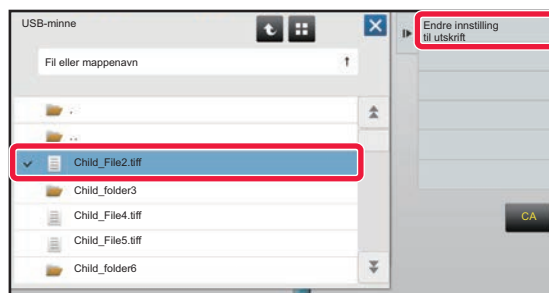 USB-minne
Fil eller mappenavn
.
..
Child_File2.tiff
Child_folder3
Child_File4.tiff
Child_File5.tiff
Child_folder6
Endre innstilling
til utskrift
CA